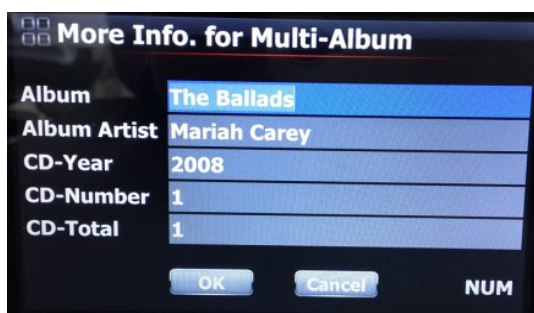 More Info. for Multi-Album
Album The Ballads
Album Artist Mariah Carey
CD-Year 2008
CD-Number 1
CD-Total 1
OK Cancel NUM